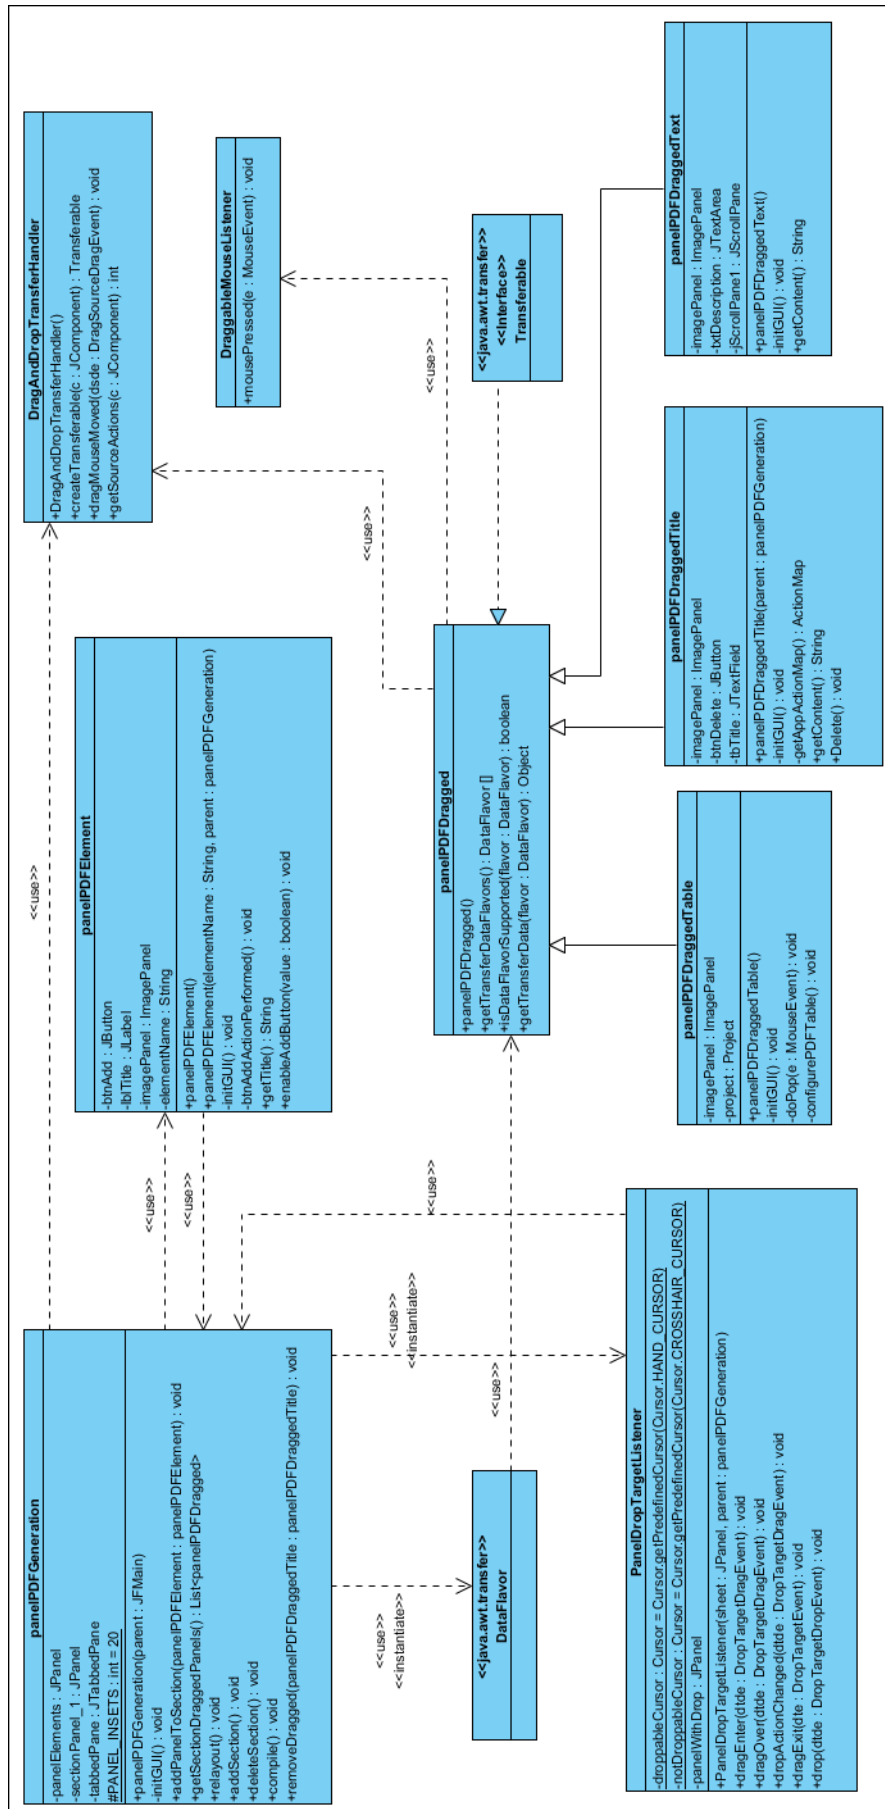 panelPDFGeneration
-panelElements : JPanel
-sectionPanel_1 : JPanel
-tabbedPane : JTabbedPane
#PANEL_INSETS : int = 20
+panelPDFGeneration(parent : JFMain)
-initGUI() : void
+addPanelToSection(panelPDFElement : panelPDFElement) : void
+getSectionDraggedPanels() : List<panelPDFDragged>
+relayout() : void
+addSection() : void
+deleteSection() : void
+compile() : void
+removeDragged(panelPDFDraggedTitle : panelPDFDraggedTitle) : void
<<use>>
<<use>>
<<use>>
panelPDFElement
-btnAdd : JButton
-lblTitle : JLabel
-imagePanel : ImagePanel
-elementName : String
+panelPDFElement()
+panelPDFElement(elementName : String, parent : panelPDFGeneration)
-initGUI() : void
-btnAddActionPerformed() : void
+getTitle() : String
+enableAddButton(value : boolean) : void
DragAndDropTransferHandler
+DragAndDropTransferHandler()
+createTransferable(c : JComponent) : Transferable
+dragMouseMoved(dsde : DragSourceDragEvent) : void
+getSourceActions(c : JComponent) : int
DraggableMouseListener
+mousePressed(e : MouseEvent) : void
<<use>>
<<use>>
<<use>>
<<instantiate>>
<<use>>
<<instantiate>>
<<use>>
<<use>>
<<java.awt.transfer>>
DataFlavor
panelPDFDragged
+panelPDFDragged()
+getTransferDataFlavors() : DataFlavor []
+isDataFlavorSupported(flavor : DataFlavor) : boolean
+getTransferData(flavor : DataFlavor) : Object
<<java.awt.transfer>>
<<Interface>>
Transferable
PanelDropTargetListener
-droppableCursor : Cursor = Cursor.getPredefinedCursor(Cursor.HAND_CURSOR)
-notDroppableCursor : Cursor = Cursor.getPredefinedCursor(Cursor.CROSSHAIR_CURSOR)
-panelWithDrop : JPanel
+PanelDropTargetListener(sheet : JPanel, parent : panelPDFGeneration)
+dragEnter(dtde : DropTargetDragEvent) : void
+dragOver(dtde : DropTargetDragEvent) : void
+dropActionChanged(dtde : DropTargetDragEvent) : void
+dragExit(dte : DropTargetEvent) : void
+drop(dtde : DropTargetDropEvent) : void
panelPDFDraggedTable
-imagePanel : ImagePanel
-project : Project
+panelPDFDraggedTable()
-initGUI() : void
-doPop(e : MouseEvent) : void
-configurePDFTable() : void
panelPDFDraggedTitle
-imagePanel : ImagePanel
-btnDelete : JButton
-tbTitle : JTextField
+panelPDFDraggedTitle(parent : panelPDFGeneration)
-initGUI() : void
-getAppActionMap() : ActionMap
+getContent() : String
+Delete() : void
panelPDFDraggedText
-imagePanel : ImagePanel
-txtDescription : JTextArea
-jScrollPane1 : JScrollPane
+panelPDFDraggedText()
-initGUI() : void
+getContent() : String